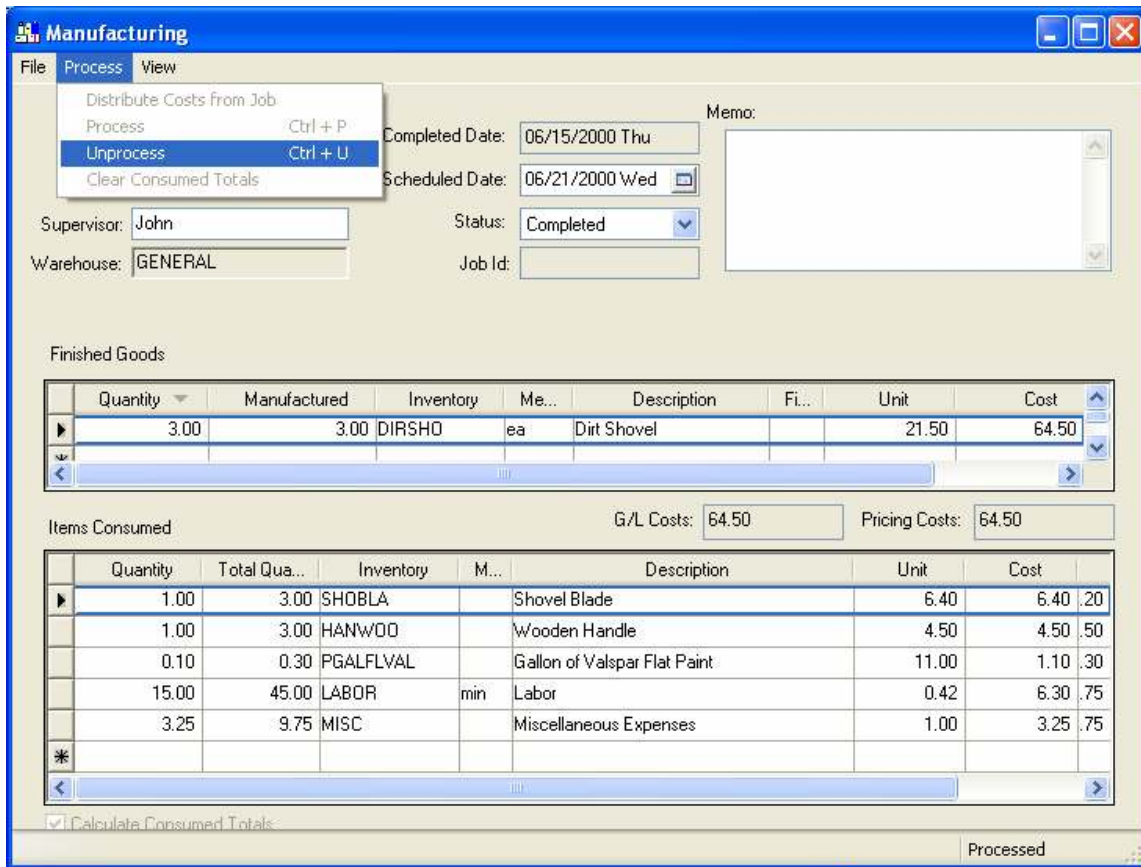 Manufacturing
File Process View
Distribute Costs from Job
Process Ctrl + P
Unprocess Ctrl + U
Clear Consumed Totals
Completed Date: 06/15/2000 Thu
Memo:
Scheduled Date: 06/21/2000 Wed
Supervisor: John
Status: Completed
Warehouse: GENERAL
Job Id:
Finished Goods
Quantity Manufactured Inventory Me... Description Fi... Unit Cost
3.00 3.00 DIRSHO ea Dirt Shovel 21.50 64.50
Items Consumed
G/L Costs: 64.50 Pricing Costs: 64.50
Quantity Total Qua... Inventory M... Description Unit Cost
1.00 3.00 SHOBLA Shovel Blade 6.40 6.40 .20
1.00 3.00 HANWOO Wooden Handle 4.50 4.50 .50
0.10 0.30 PGALFLVAL Gallon of Valspar Flat Paint 11.00 1.10 .30
15.00 45.00 LABOR min Labor 0.42 6.30 .75
3.25 9.75 MISC Miscellaneous Expenses 1.00 3.25 .75
Calculate Consumed Totals
Processed